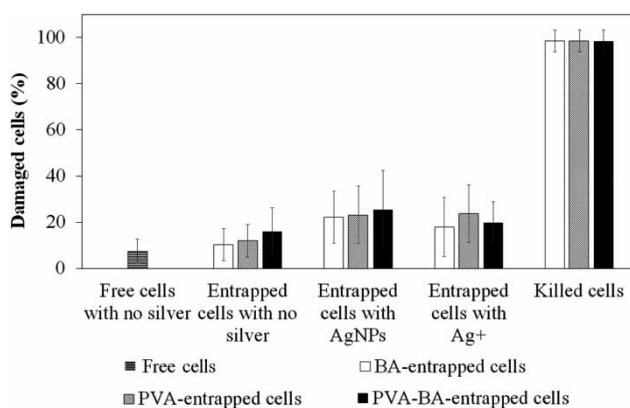 Damaged cells (%)
100
80
60
40
20
0
Free cells
with no silver
Entrapped
cells with no
silver
Entrapped
cells with
AgNPs
Entrapped
cells with
Ag+
Killed cells
Free cells
BA-entrapped cells
PVA-entrapped cells
PVA-BA-entrapped cells